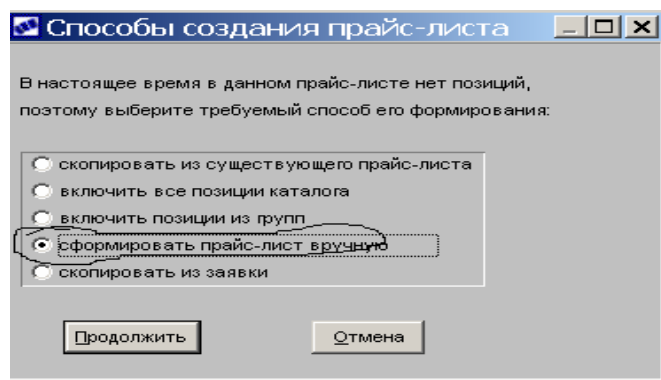 Способы создания прайс-листа
В настоящее время в данном прайс-листе нет позиций,
поэтому выберите требуемый способ его формирования:
скопировать из существующего прайс-листа
включить все позиции каталога
включить позиции из групп
сформировать прайс-лист вручную
скопировать из заявки
Продолжить Отмена